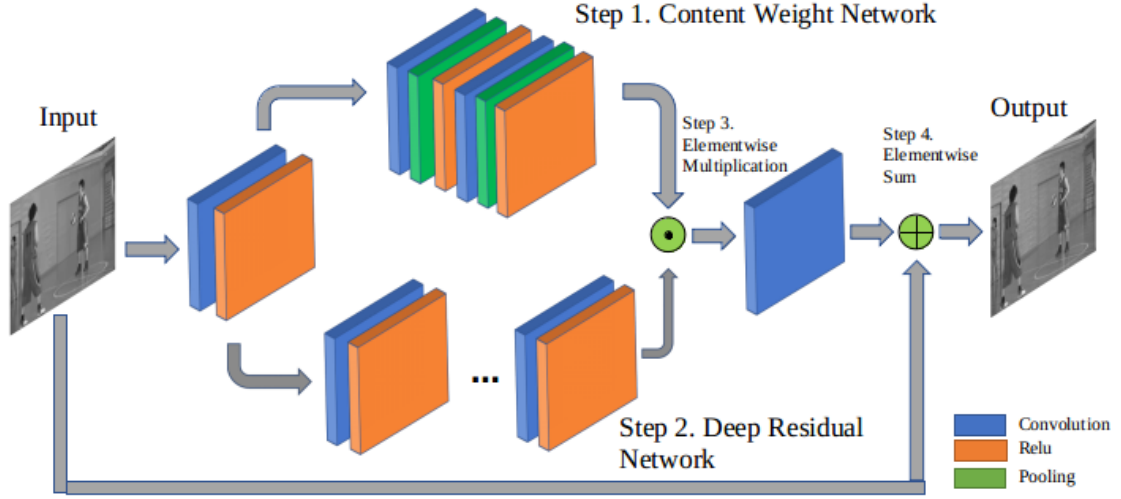 Step 1. Content Weight Network
Input
Step 3.
Elementwise
Multiplication
Step 4.
Elementwise
Sum
Output
...
Step 2. Deep Residual
Network
Convolution
Relu
Pooling